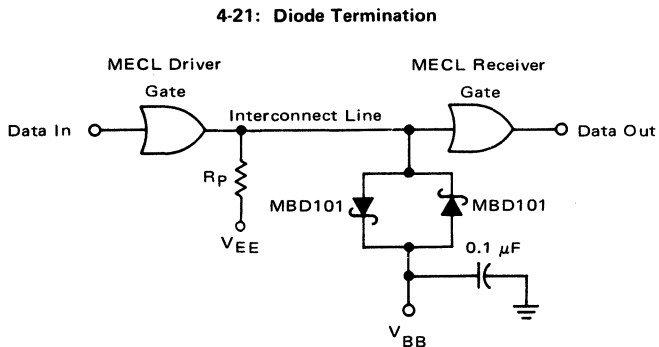 4-21: Diode Termination
MECL Driver
Gate
MECL Receiver
Gate
Data In
Interconnect Line
Data Out
RP
VEE
MBD101
MBD101
0.1 μF
VBB